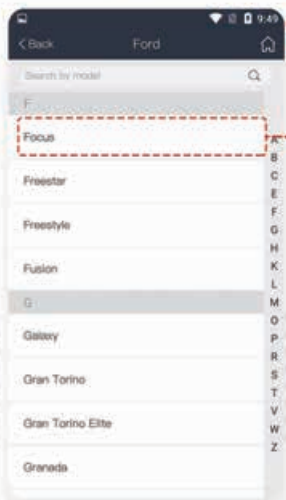 9:49
Back
Ford
Search by model
F
Focus
Freestar
Freestyle
Fusion
G
Galaxy
Gran Torino
Gran Torino Elite
Granada
A
B
C
E
F
G
H
K
L
M
O
P
R
S
T
V
W
Z